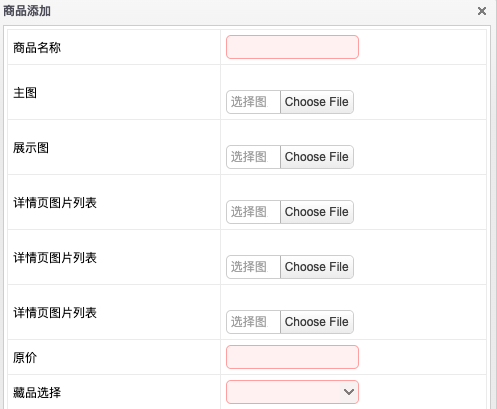 商品添加
商品名称
主图
选择图 Choose File
展示图
选择图 Choose File
详情页图片列表
选择图 Choose File
详情页图片列表
选择图 Choose File
详情页图片列表
选择图 Choose File
原价
藏品选择